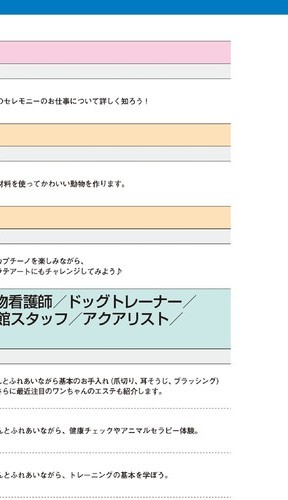 のセレモニーのお仕事について詳しく知ろう！
材料を使ってかわいい動物を作ります。
カプチーノを楽しみながら、
ラテアートにもチャレンジしてみよう♪
物看護師／ドッグトレーナー／
館スタッフ／アクアリスト／
んとふれあいながら基本のお手入れ（爪切り、耳そうじ、ブラッシング）
さらに最近注目のワンちゃんのエステも紹介します。
んとふれあいながら、健康チェックやアニマルセラピー体験。
んとふれあいながら、トレーニングの基本を学ぼう。